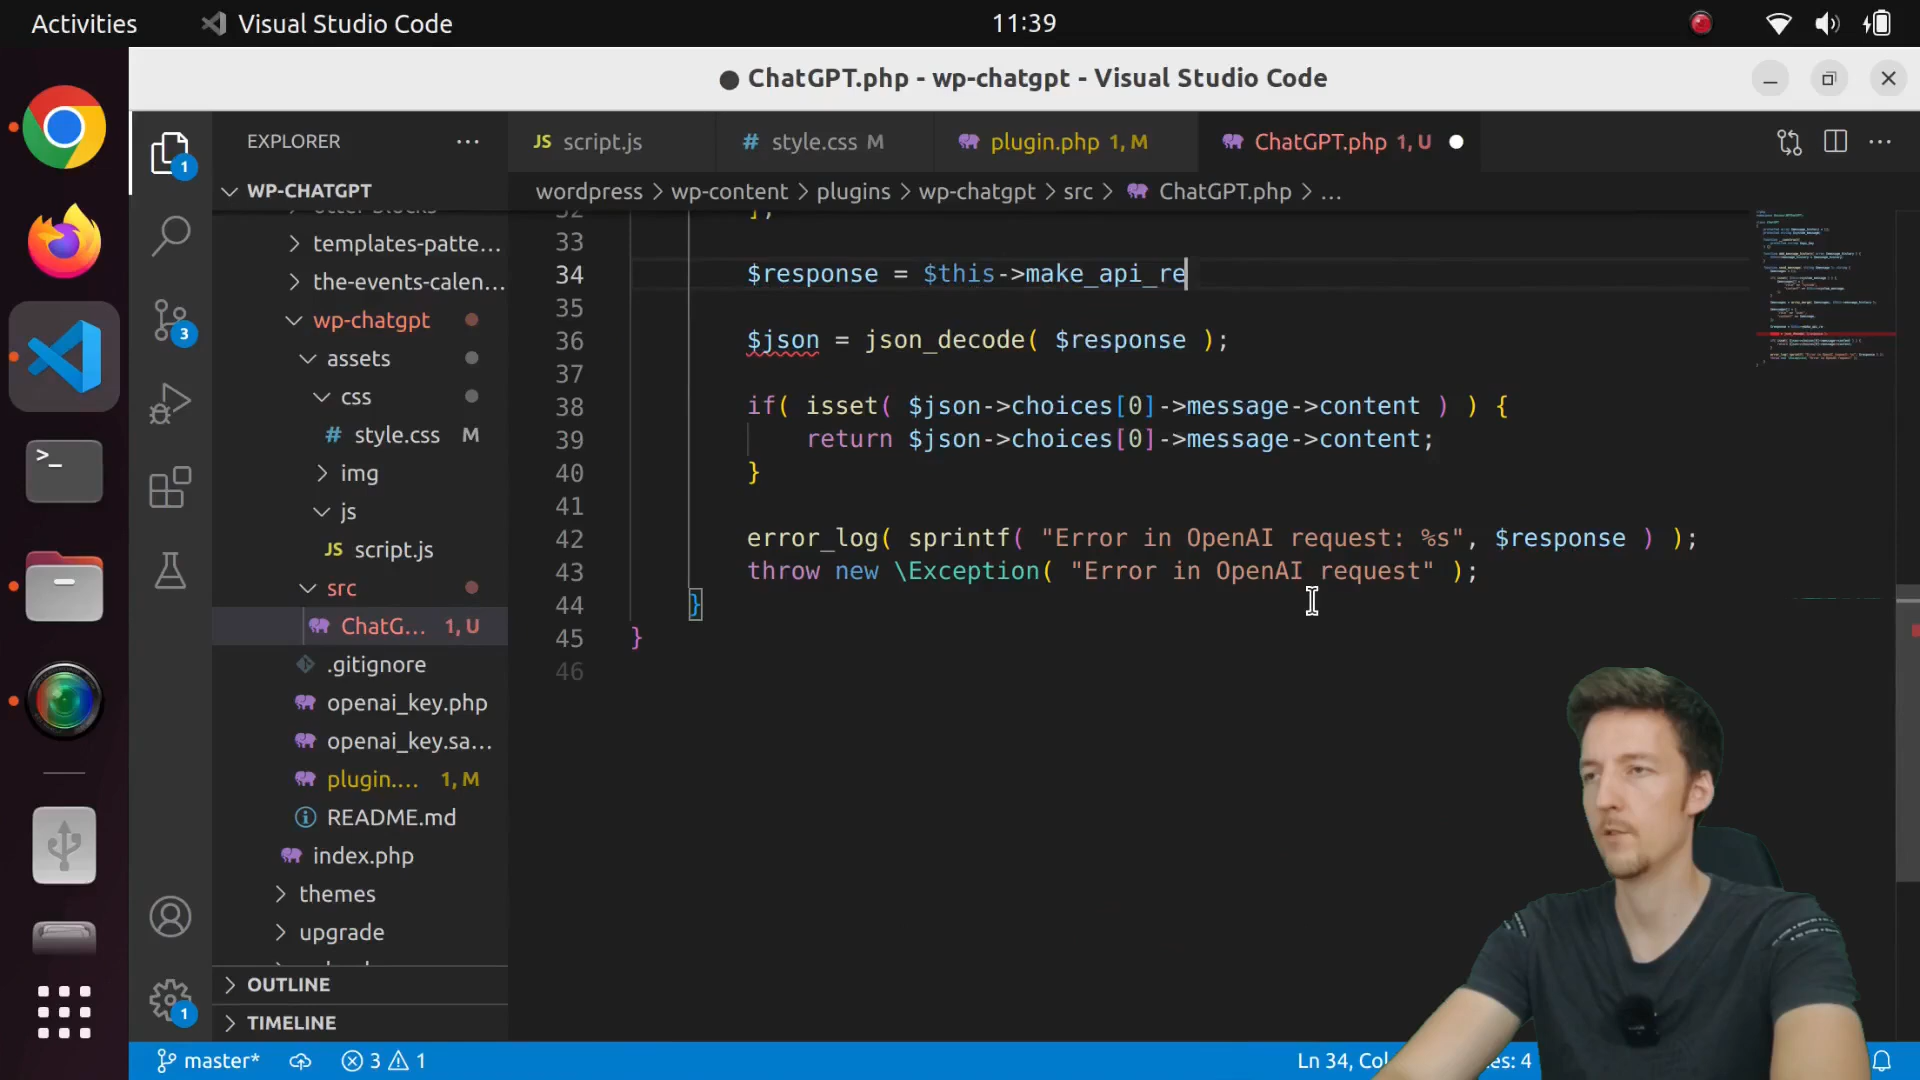 Activities
Visual Studio Code
11:39
● ChatGPT.php - wp-chatgpt - Visual Studio Code
EXPLORER
JS script.js
# style.css M
plugin.php 1, M
ChatGPT.php 1, U
WP-CHATGPT
wordpress > wp-content > plugins > wp-chatgpt > src > ChatGPT.php > ...
templates-patte...
the-events-calen...
wp-chatgpt
assets
css
# style.css M
img
js
JS script.js
src
ChatG... 1, U
.gitignore
openai_key.php
openai_key.sa...
plugin.... 1, M
README.md
index.php
themes
upgrade
OUTLINE
TIMELINE
1
3
1
32 ];
33
34 $response = $this->make_api_re
35
36 $json = json_decode( $response );
37
38 if( isset( $json->choices[0]->message->content ) ) {
39 return $json->choices[0]->message->content;
40 }
41
42 error_log( sprintf( "Error in OpenAI request: %s", $response ) );
43 throw new \Exception( "Error in OpenAI request" );
44 }
45 }
46
master*
3
1
Ln 34,
4